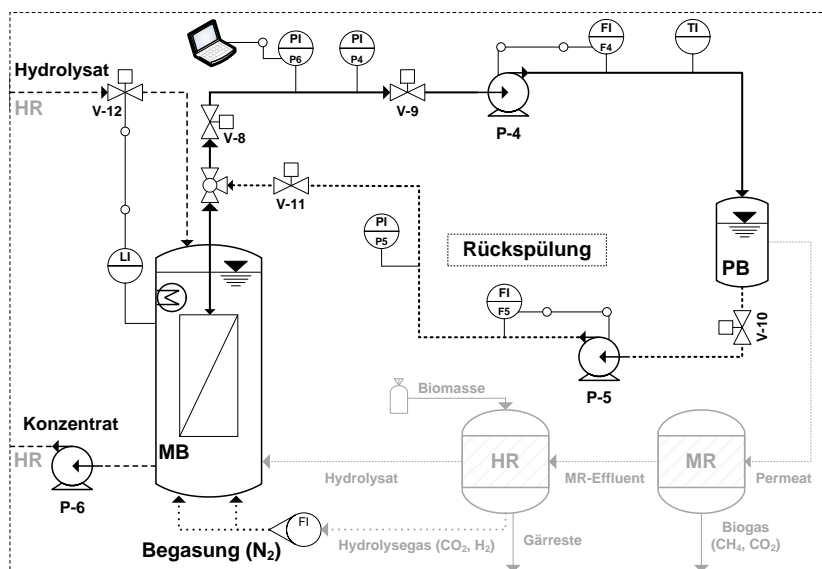 PI
P6
PI
P4
FI
F4
TI
Hydrolysat
HR
V-12
V-8
V-9
P-4
V-11
PI
P5
Rückspülung
PB
LI
FI
F5
V-10
P-5
Biomasse
Konzentrat
HR
MB
P-6
HR
MR
Hydrolysat
MR-Effluent
Permeat
FI
Begasung (N₂)
Hydrolysegas (CO₂, H₂)
Gärreste
Biogas
(CH₄, CO₂)